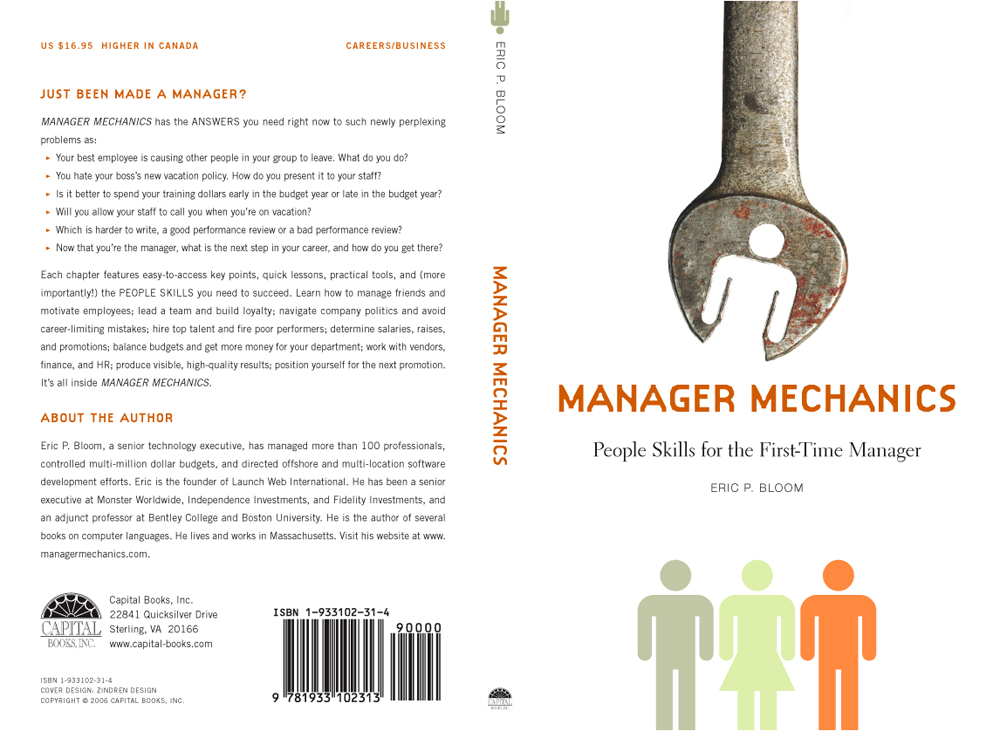 US $16.95 HIGHER IN CANADA
CAREERS/BUSINESS
JUST BEEN MADE A MANAGER?
MANAGER MECHANICS has the ANSWERS you need right now to such newly perplexing
problems as:
► Your best employee is causing other people in your group to leave. What do you do?
► You hate your boss's new vacation policy. How do you present it to your staff?
► Is it better to spend your training dollars early in the budget year or late in the budget year?
► Will you allow your staff to call you when you're on vacation?
► Which is harder to write, a good performance review or a bad performance review?
► Now that you're the manager, what is the next step in your career, and how do you get there?
Each chapter features easy-to-access key points, quick lessons, practical tools, and (more
importantly!) the PEOPLE SKILLS you need to succeed. Learn how to manage friends and
motivate employees; lead a team and build loyalty; navigate company politics and avoid
career-limiting mistakes; hire top talent and fire poor performers; determine salaries, raises,
and promotions; balance budgets and get more money for your department; work with vendors,
finance, and HR; produce visible, high-quality results; position yourself for the next promotion.
It's all inside MANAGER MECHANICS.
ABOUT THE AUTHOR
Eric P. Bloom, a senior technology executive, has managed more than 100 professionals,
controlled multi-million dollar budgets, and directed offshore and multi-location software
development efforts. Eric is the founder of Launch Web International. He has been a senior
executive at Monster Worldwide, Independence Investments, and Fidelity Investments, and
an adjunct professor at Bentley College and Boston University. He is the author of several
books on computer languages. He lives and works in Massachusetts. Visit his website at www.
managermechanics.com.
CAPITAL
BOOKS, INC.
Capital Books, Inc.
22841 Quicksilver Drive
Sterling, VA 20166
www.capital-books.com
ISBN 1-933102-31-4
COVER DESIGN: ZINDREN DESIGN
COPYRIGHT © 2006 CAPITAL BOOKS, INC.
ISBN 1-933102-31-4
90000
9 781933 102313
ERIC P. BLOOM
MANAGER MECHANICS
MANAGER MECHANICS
People Skills for the First-Time Manager
ERIC P. BLOOM